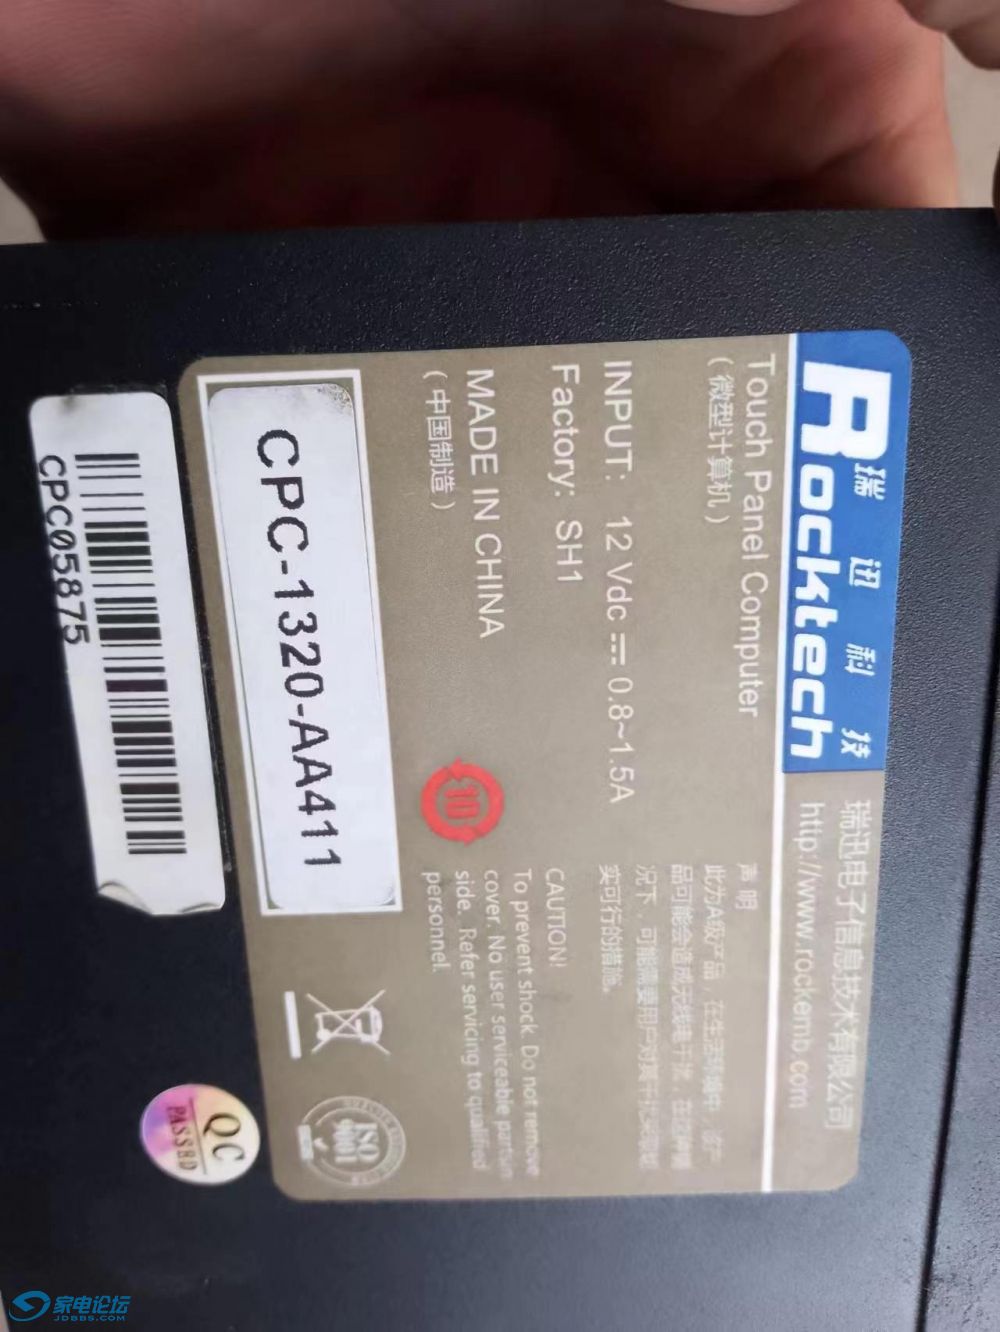 Rocktech
瑞迅科技
瑞迅电子信息技术有限公司
http://www.rockemb.com
Touch Panel Computer
(微型计算机)
INPUT: 12 Vdc ⎓ 0.8~1.5A
Factory: SH1
MADE IN CHINA
(中国制造)
声明
此为A级产品，在生活环境中，该产
品可能会造成无线电干扰，在这种情
况下，可能需要用户对其干扰采取切
实可行的措施。
CAUTION!
To prevent shock. Do not remove
cover. No user serviceable partsin
side. Refer servicing to qualified
personnel.
10
CPC-1320-AA411
ISO
9001
CPC05875
QC
PASSED
家电论坛
JDBBS.COM